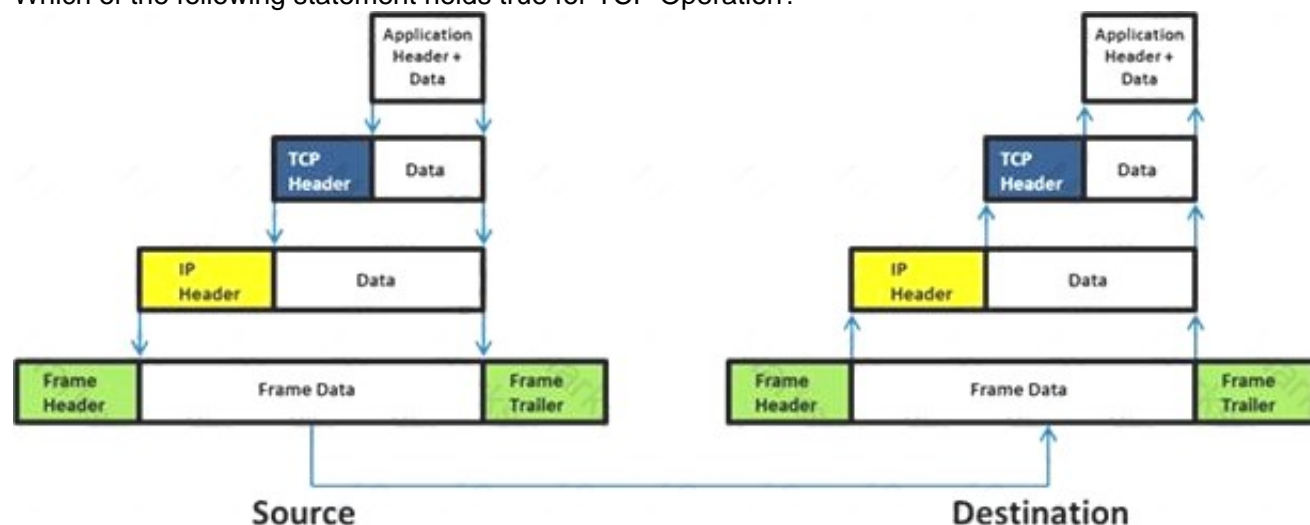 Which of the following statement holds true for TCP Operation?
Application
Header +
Data
TCP
Header
Data
IP
Header
Data
Frame
Header
Frame Data
Frame
Trailer
Source
Application
Header +
Data
TCP
Header
Data
IP
Header
Data
Frame
Header
Frame Data
Frame
Trailer
Destination